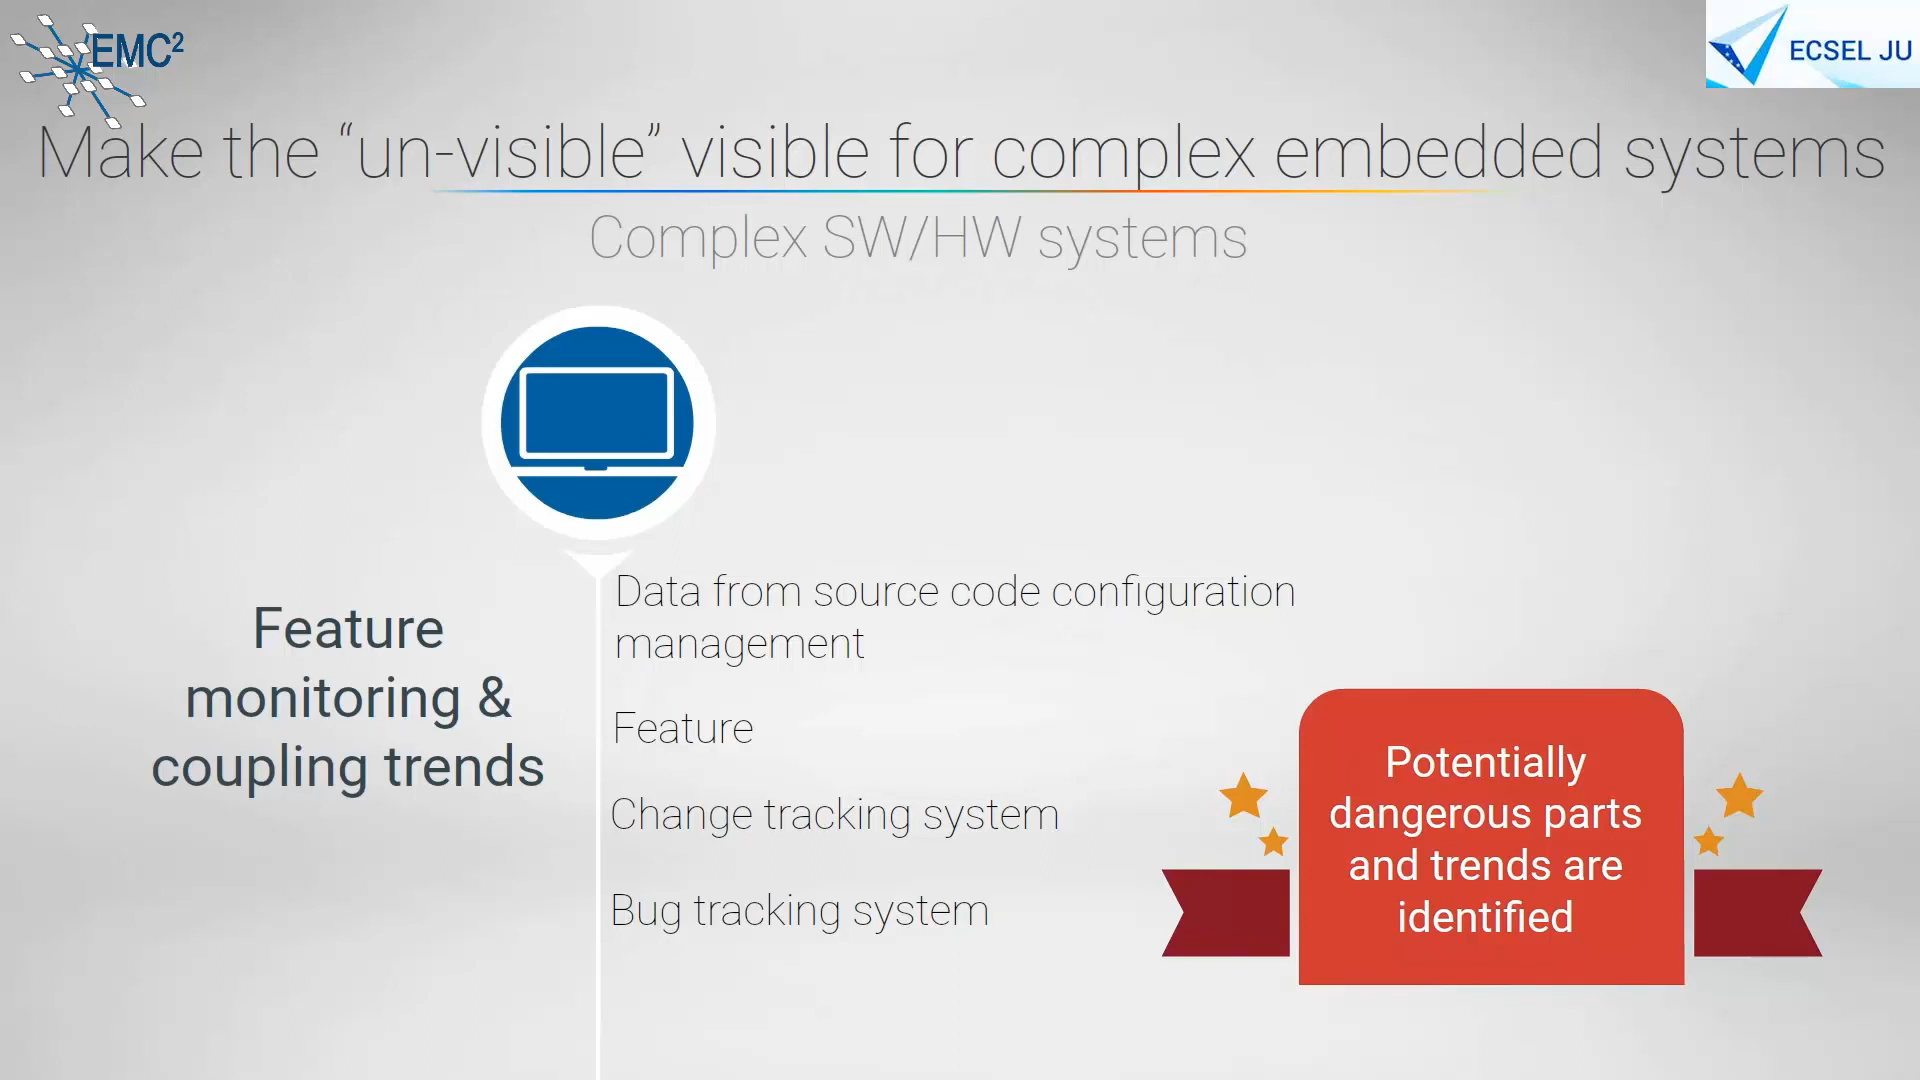 EMC²
ECSEL JU
Make the “un-visible” visible for complex embedded systems
Complex SW/HW systems
Feature
monitoring &
coupling trends
Data from source code configuration
management
Feature
Change tracking system
Bug tracking system
Potentially
dangerous parts
and trends are
identified